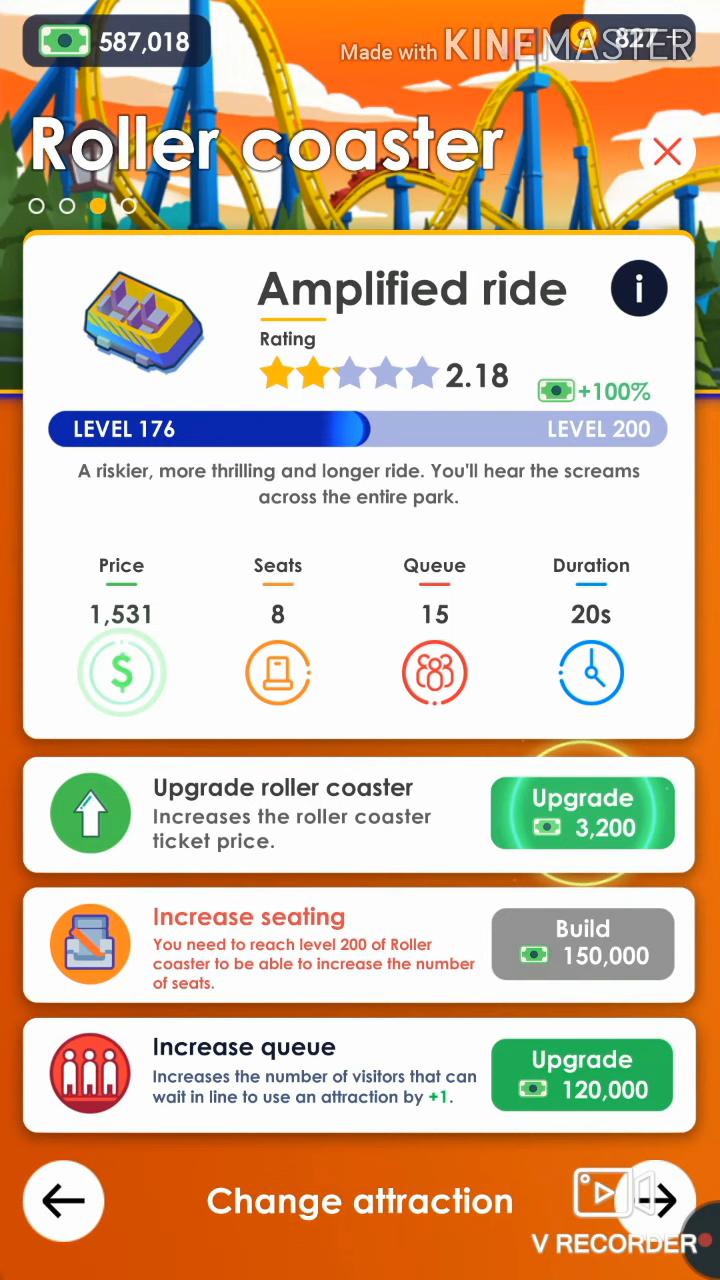 587,018
Made with KINEMASTER
827 +
Roller coaster
Amplified ride
i
Rating
2.18
+100%
LEVEL 176
LEVEL 200
A riskier, more thrilling and longer ride. You'll hear the screams
across the entire park.
Price
Seats
Queue
Duration
1,531
8
15
20s
$
Upgrade roller coaster
Increases the roller coaster
ticket price.
Upgrade
3,200
Increase seating
You need to reach level 200 of Roller
coaster to be able to increase the number
of seats.
Build
150,000
Increase queue
Increases the number of visitors that can
wait in line to use an attraction by +1.
Upgrade
120,000
Change attraction
V RECORDER